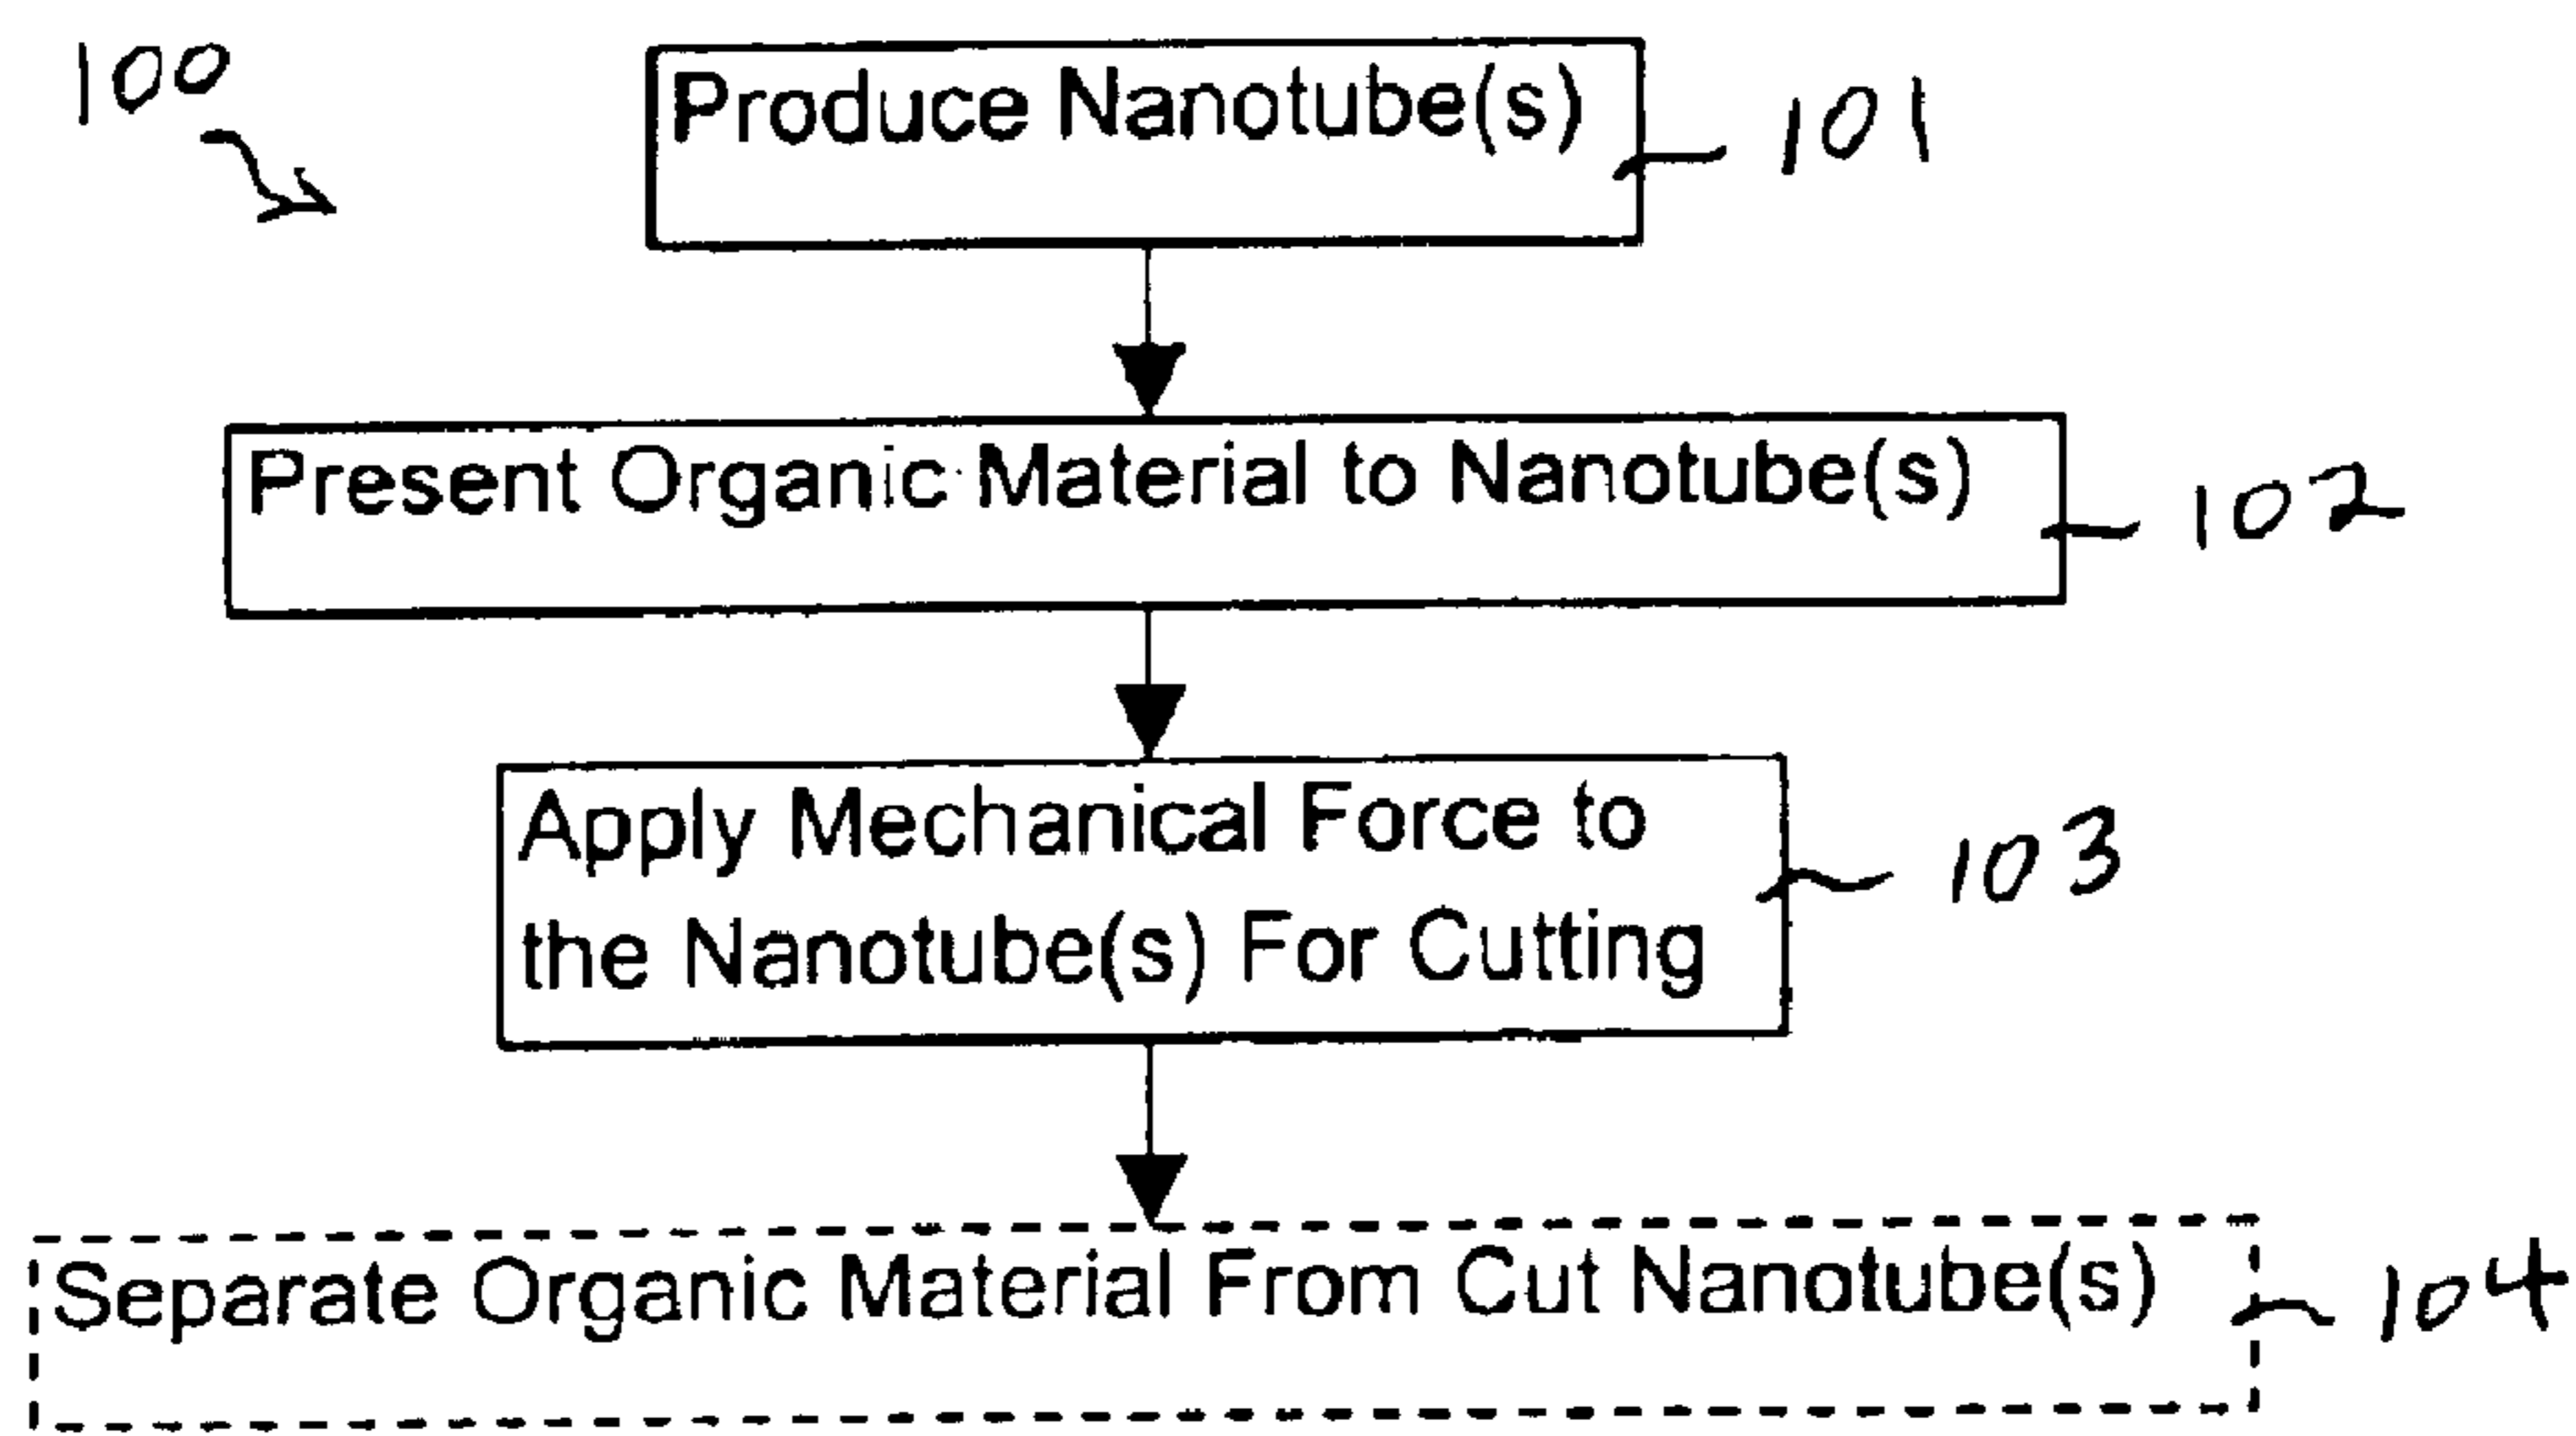 100
Produce Nanotube(s)
101
Present Organic Material to Nanotube(s)
102
Apply Mechanical Force to
the Nanotube(s) For Cutting
103
Separate Organic Material From Cut Nanotube(s)
104